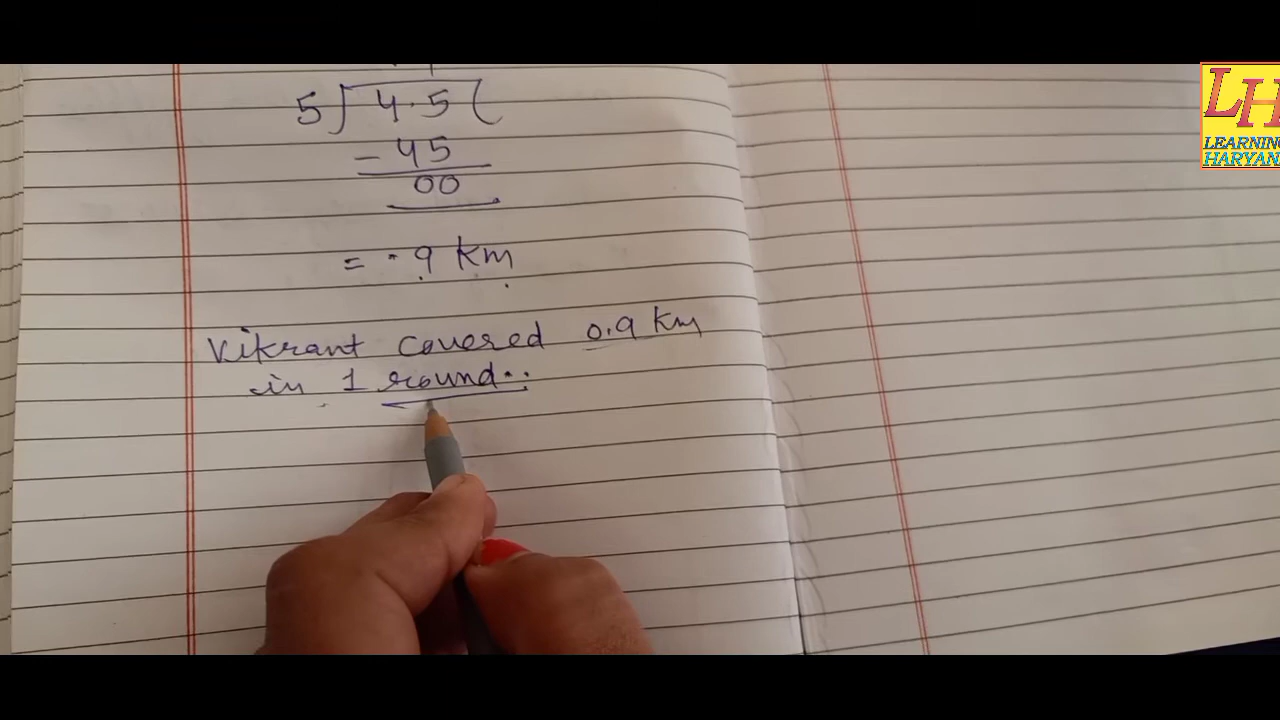 5 ) 4.5 (
- 45
00
= .9 Km
Vikrant covered 0.9 Km
in 1 round..
LH
LEARNING
HARYAN